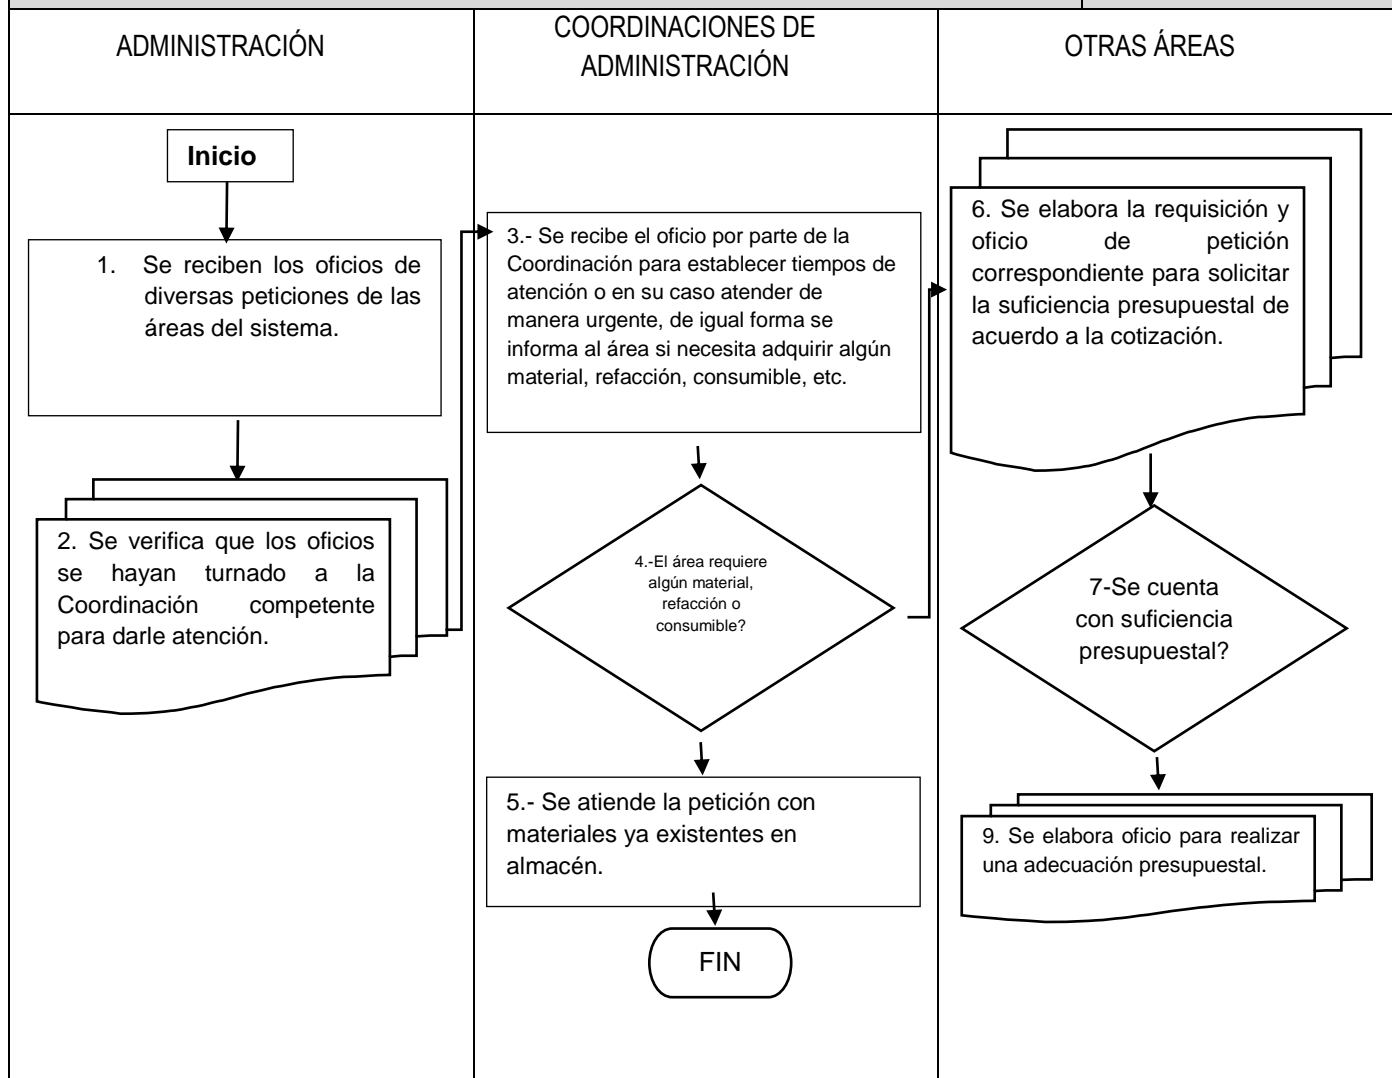 ADMINISTRACIÓN
COORDINACIONES DE
ADMINISTRACIÓN
OTRAS ÁREAS
Inicio
1. Se reciben los oficios de
diversas peticiones de las
áreas del sistema.
2. Se verifica que los oficios
se hayan turnado a la
Coordinación competente
para darle atención.
3.- Se recibe el oficio por parte de la
Coordinación para establecer tiempos de
atención o en su caso atender de
manera urgente, de igual forma se
informa al área si necesita adquirir algún
material, refacción, consumible, etc.
4.-El área requiere
algún material,
refacción o
consumible?
5.- Se atiende la petición con
materiales ya existentes en
almacén.
FIN
6. Se elabora la requisición y
oficio de petición
correspondiente para solicitar
la suficiencia presupuestal de
acuerdo a la cotización.
7-Se cuenta
con suficiencia
presupuestal?
9. Se elabora oficio para realizar
una adecuación presupuestal.